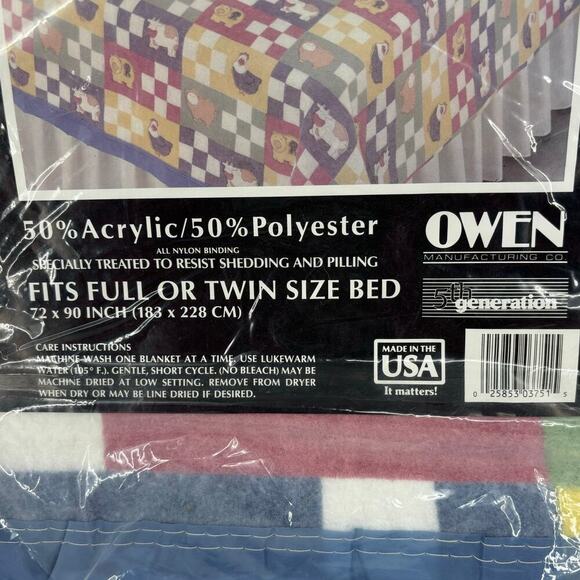 50% Acrylic/50% Polyester
ALL NYLON BINDING
SPECIALLY TREATED TO RESIST SHEDDING AND PILLING
FITS FULL OR TWIN SIZE BED
72 x 90 INCH (183 x 228 CM)
CARE INSTRUCTIONS
MACHINE WASH ONE BLANKET AT A TIME. USE LUKEWARM
WATER (105° F.). GENTLE, SHORT CYCLE. (NO BLEACH) MAY BE
MACHINE DRIED AT LOW SETTING. REMOVE FROM DRYER
WHEN DRY OR MAY BE LINE DRIED IF DESIRED.
OWEN
MANUFACTURING CO
5th generation
MADE IN THE
USA
It matters!
0 25853 03751 5